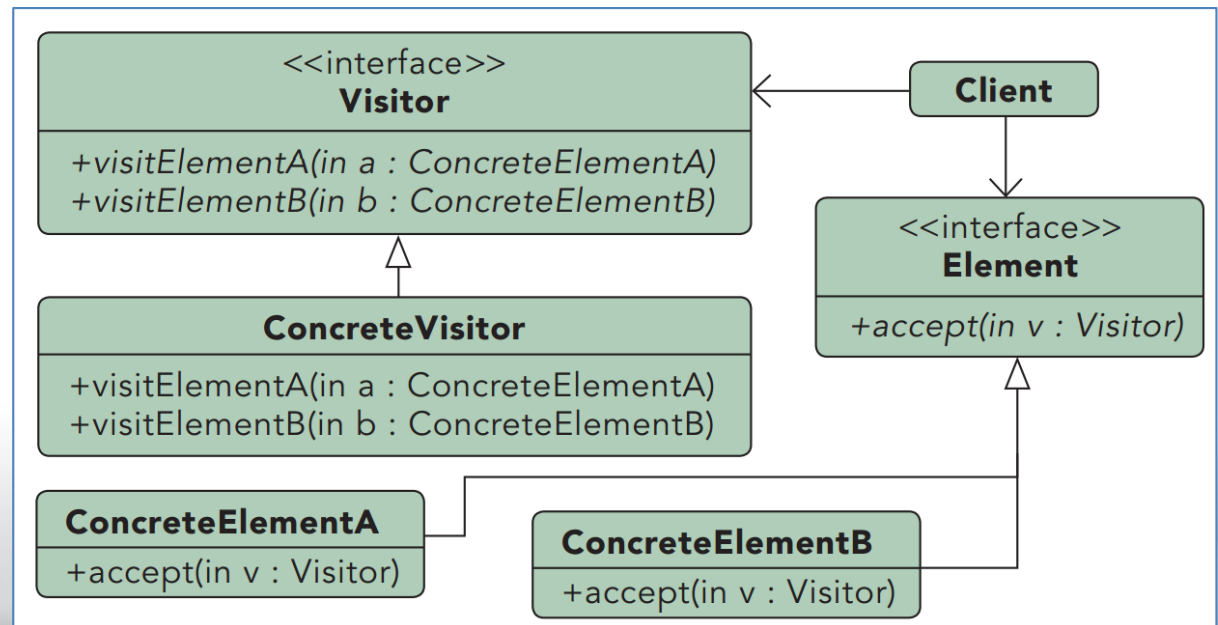 <<interface>>
Visitor
+visitElementA(in a : ConcreteElementA)
+visitElementB(in b : ConcreteElementB)
Client
<<interface>>
Element
+accept(in v : Visitor)
ConcreteVisitor
+visitElementA(in a : ConcreteElementA)
+visitElementB(in b : ConcreteElementB)
ConcreteElementA
+accept(in v : Visitor)
ConcreteElementB
+accept(in v : Visitor)